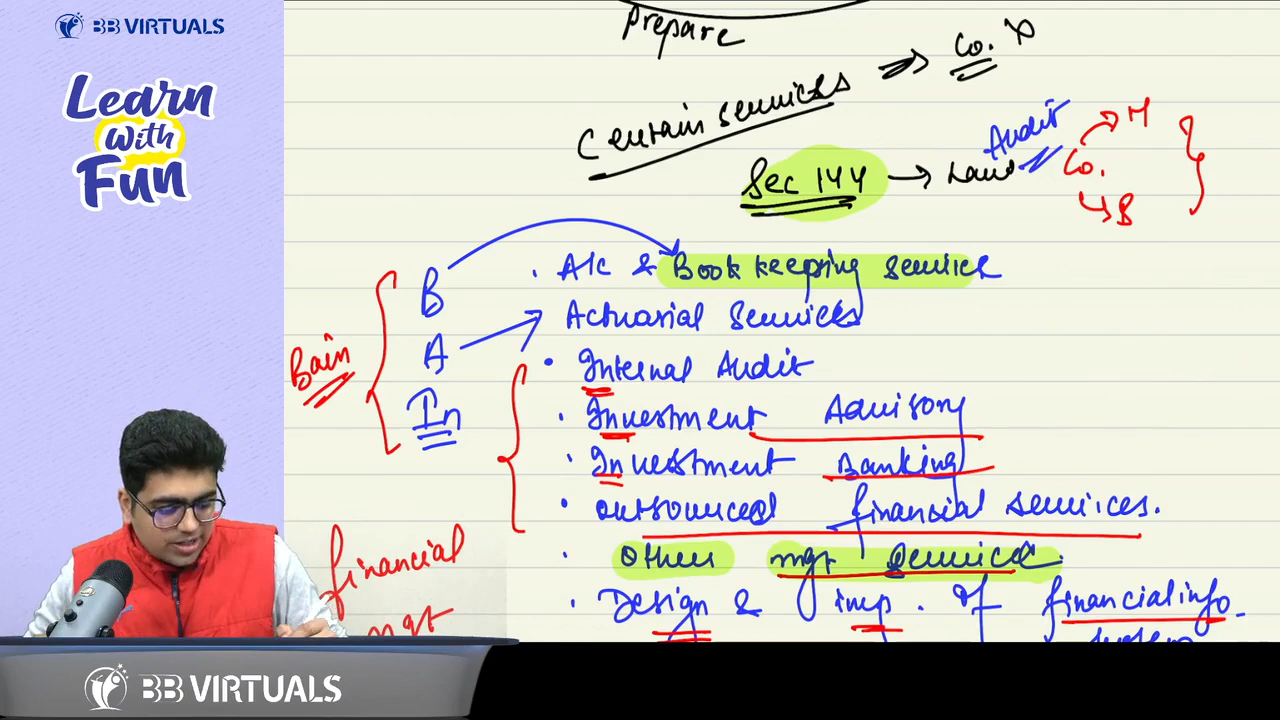 BB VIRTUALS
Learn
With
Fun
Prepare
Certain services ⇒ Co. X
Sec 144 → Law
Audit
Co. → M
↳ B
B
A
In
Bain
· A/c & Book keeping service
Actuarial Services
· Internal Audit
· Investment Advisory
· Investment Banking
· outsourced financial services.
· Other mgt service.
· Design & imp. of financial info.
system
financial
mgt
BB VIRTUALS